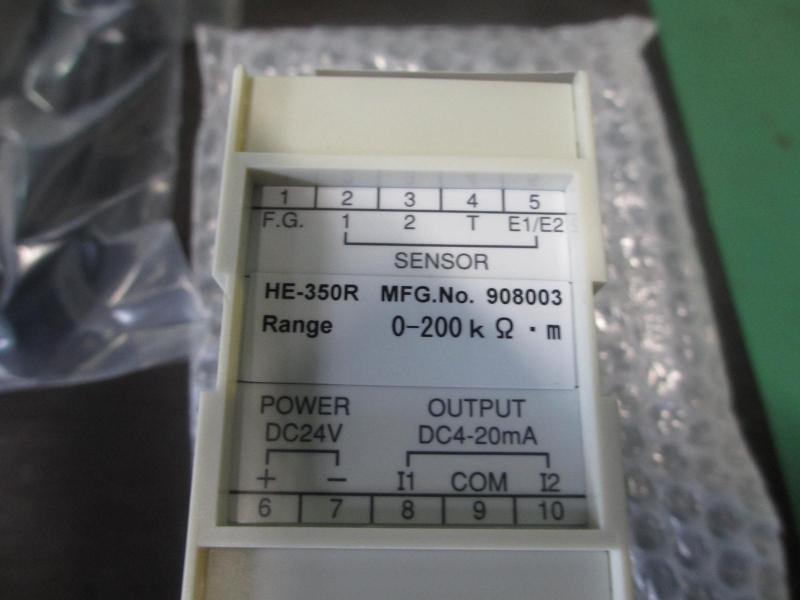 1 2 3 4 5
F.G. 1 2 T E1/E2
SENSOR
HE-350R MFG.No. 908003
Range 0-200 k Ω · m
POWER OUTPUT
DC24V DC4-20mA
+ − I1 COM I2
6 7 8 9 10